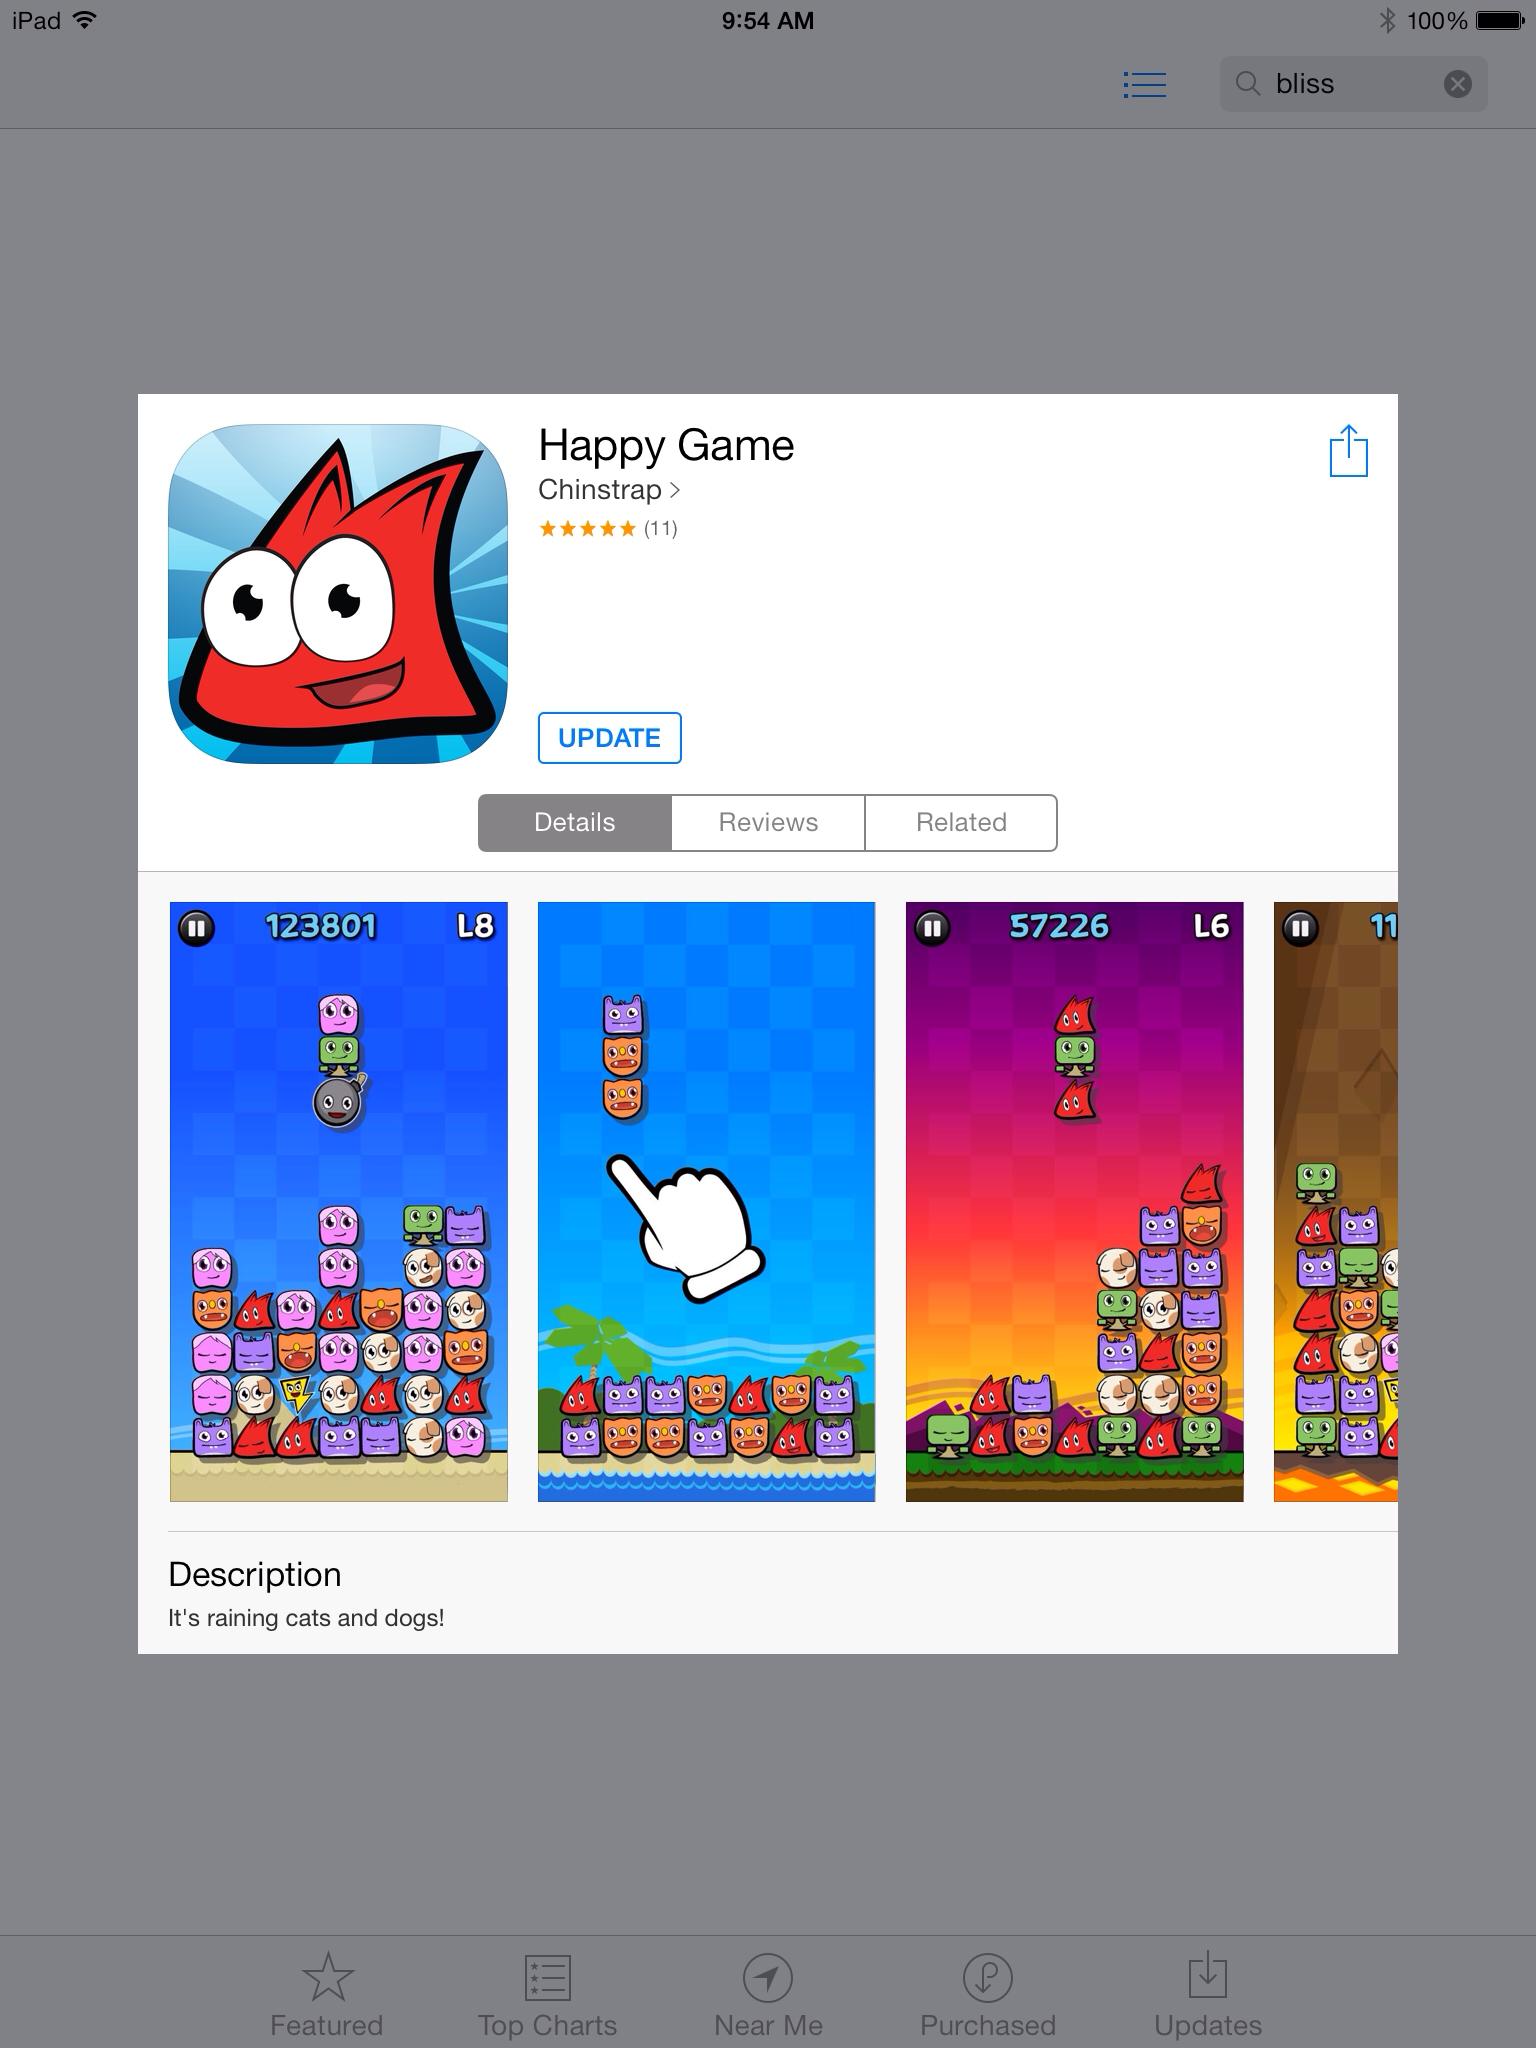 iPad 9:54 AM 100%
bliss
Happy Game
Chinstrap >
★★★★★ (11)
UPDATE
Details Reviews Related
123801 L8
57226 L6
11
Description
It's raining cats and dogs!
Featured Top Charts Near Me Purchased Updates